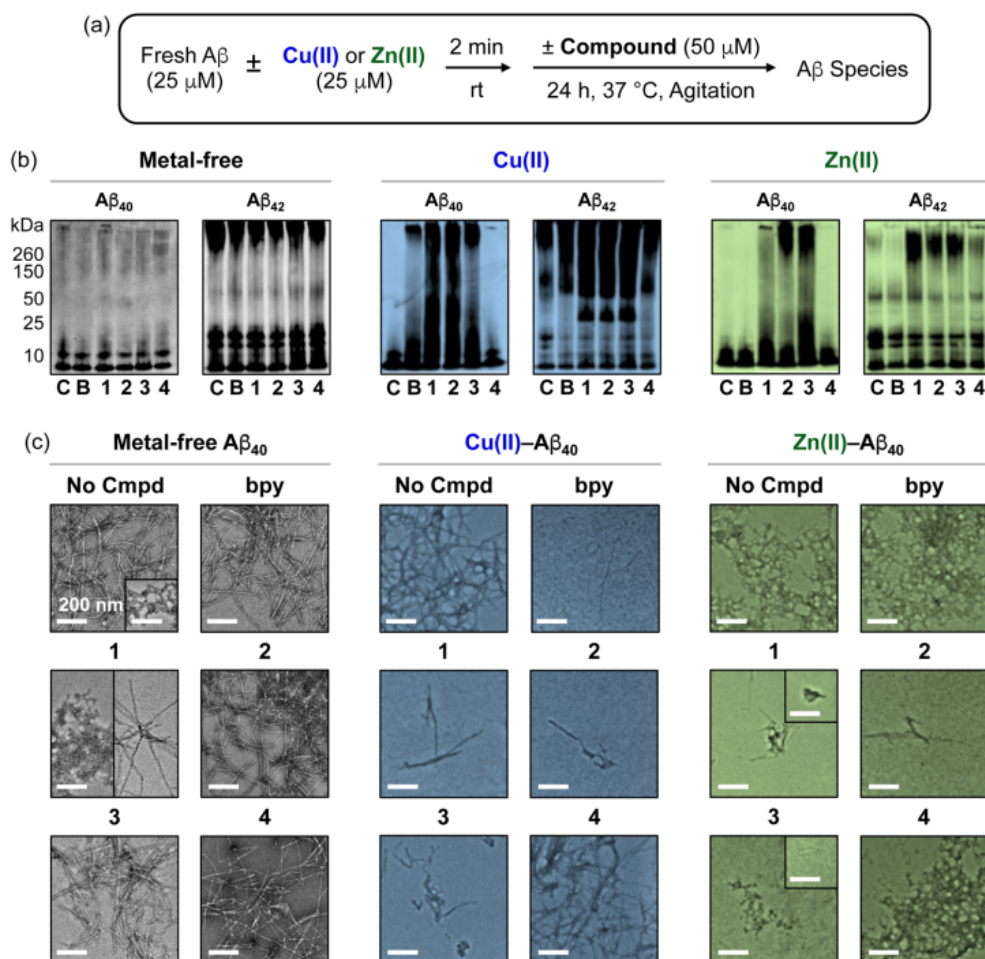 (a)
Fresh Aβ ± Cu(II) or Zn(II) 2 min ± Compound (50 μM) Aβ Species
(25 μM) (25 μM) rt 24 h, 37 °C, Agitation
(b) Metal-free Cu(II) Zn(II)
Aβ40 Aβ42 Aβ40 Aβ42 Aβ40 Aβ42
kDa
260
150
50
25
10
C B 1 2 3 4 C B 1 2 3 4 C B 1 2 3 4 C B 1 2 3 4 C B 1 2 3 4 C B 1 2 3 4
(c) Metal-free Aβ40 Cu(II)–Aβ40 Zn(II)–Aβ40
No Cmpd bpy No Cmpd bpy No Cmpd bpy
200 nm
1 2 1 2 1 2
3 4 3 4 3 4